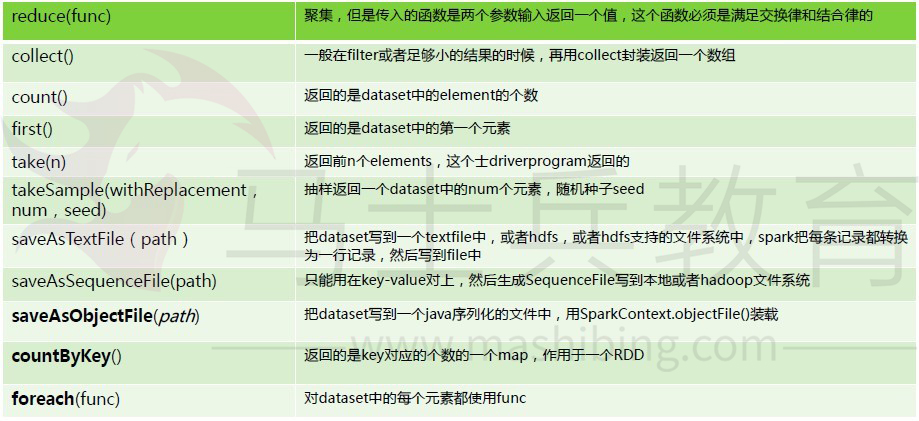 reduce(func) 聚集，但是传入的函数是两个参数输入返回一个值，这个函数必须是满足交换律和结合律的
collect() 一般在filter或者足够小的结果的时候，再用collect封装返回一个数组
count() 返回的是dataset中的element的个数
first() 返回的是dataset中的第一个元素
take(n) 返回前n个elements，这个士driverprogram返回的
takeSample(withReplacement，
num，seed) 抽样返回一个dataset中的num个元素，随机种子seed
saveAsTextFile（path） 把dataset写到一个textfile中，或者hdfs，或者hdfs支持的文件系统中，spark把每条记录都转换
为一行记录，然后写到file中
saveAsSequenceFile(path) 只能用在key-value对上，然后生成SequenceFile写到本地或者hadoop文件系统
saveAsObjectFile(path) 把dataset写到一个java序列化的文件中，用SparkContext.objectFile()装载
countByKey() 返回的是key对应的个数的一个map，作用于一个RDD
foreach(func) 对dataset中的每个元素都使用func
马士兵教育
www.mashibing.com